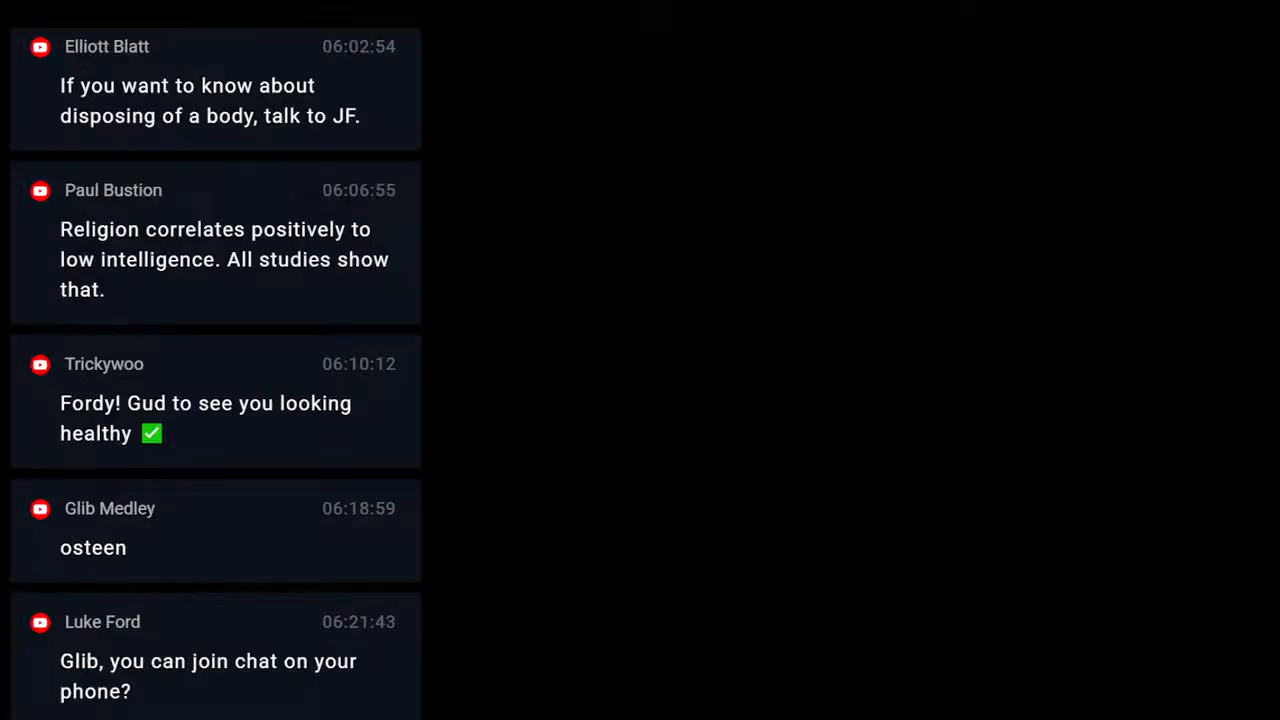 Elliott Blatt 06:02:54
If you want to know about
disposing of a body, talk to JF.
Paul Bustion 06:06:55
Religion correlates positively to
low intelligence. All studies show
that.
Trickywoo 06:10:12
Fordy! Gud to see you looking
healthy ✅
Glib Medley 06:18:59
osteen
Luke Ford 06:21:43
Glib, you can join chat on your
phone?